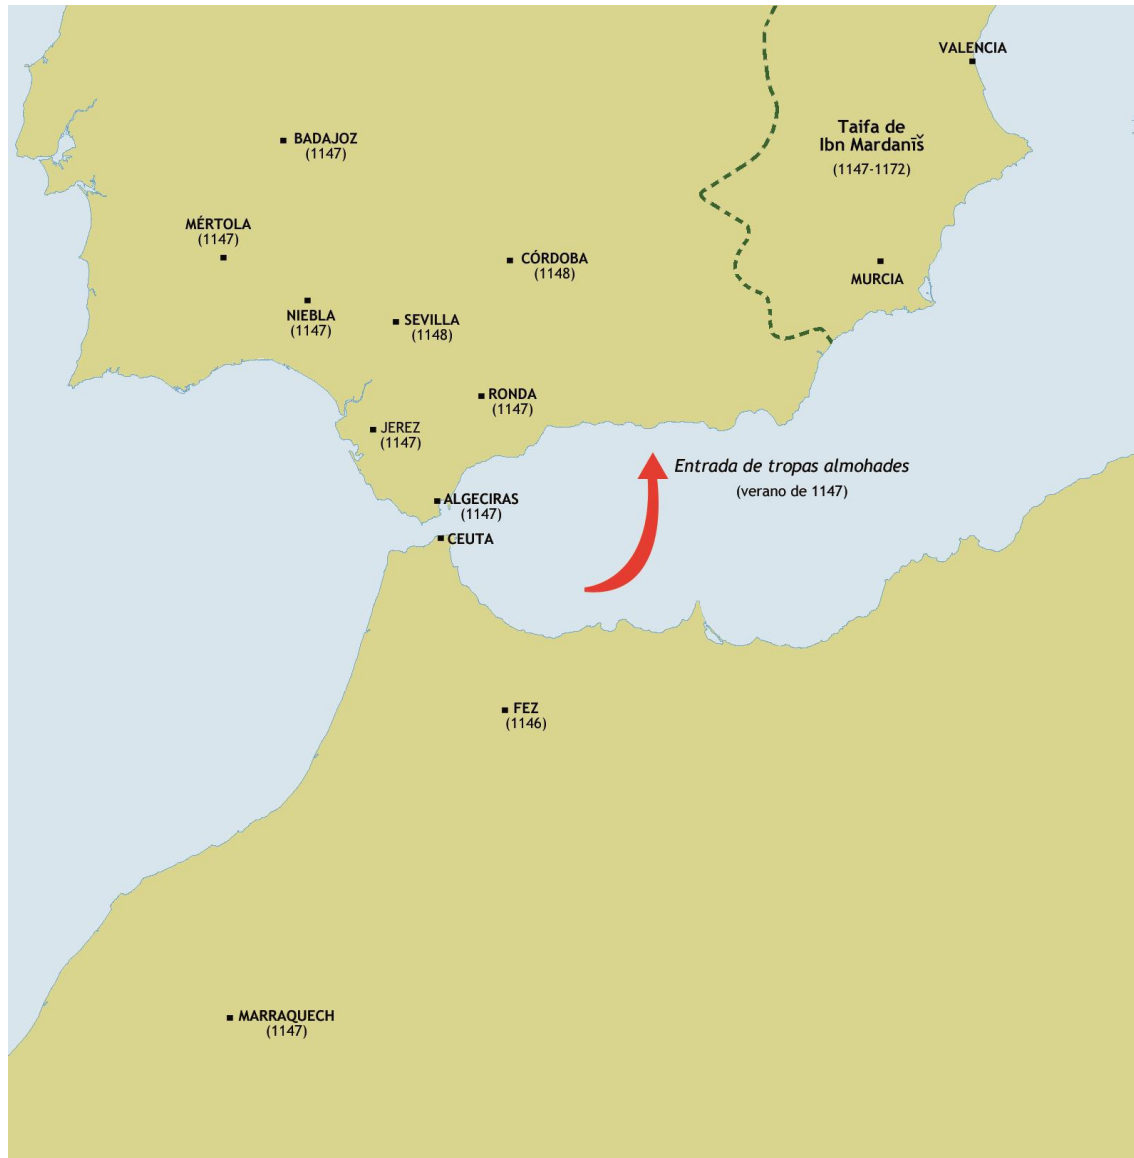 VALENCIA
Taifa de
Ibn Mardanīš
(1147-1172)
BADAJOZ
(1147)
MÉRTOLA
(1147)
CÓRDOBA
(1148)
MURCIA
NIEBLA
(1147)
SEVILLA
(1148)
RONDA
(1147)
JEREZ
(1147)
Entrada de tropas almohades
(verano de 1147)
ALGECIRAS
(1147)
CEUTA
FEZ
(1146)
MARRAQUECH
(1147)